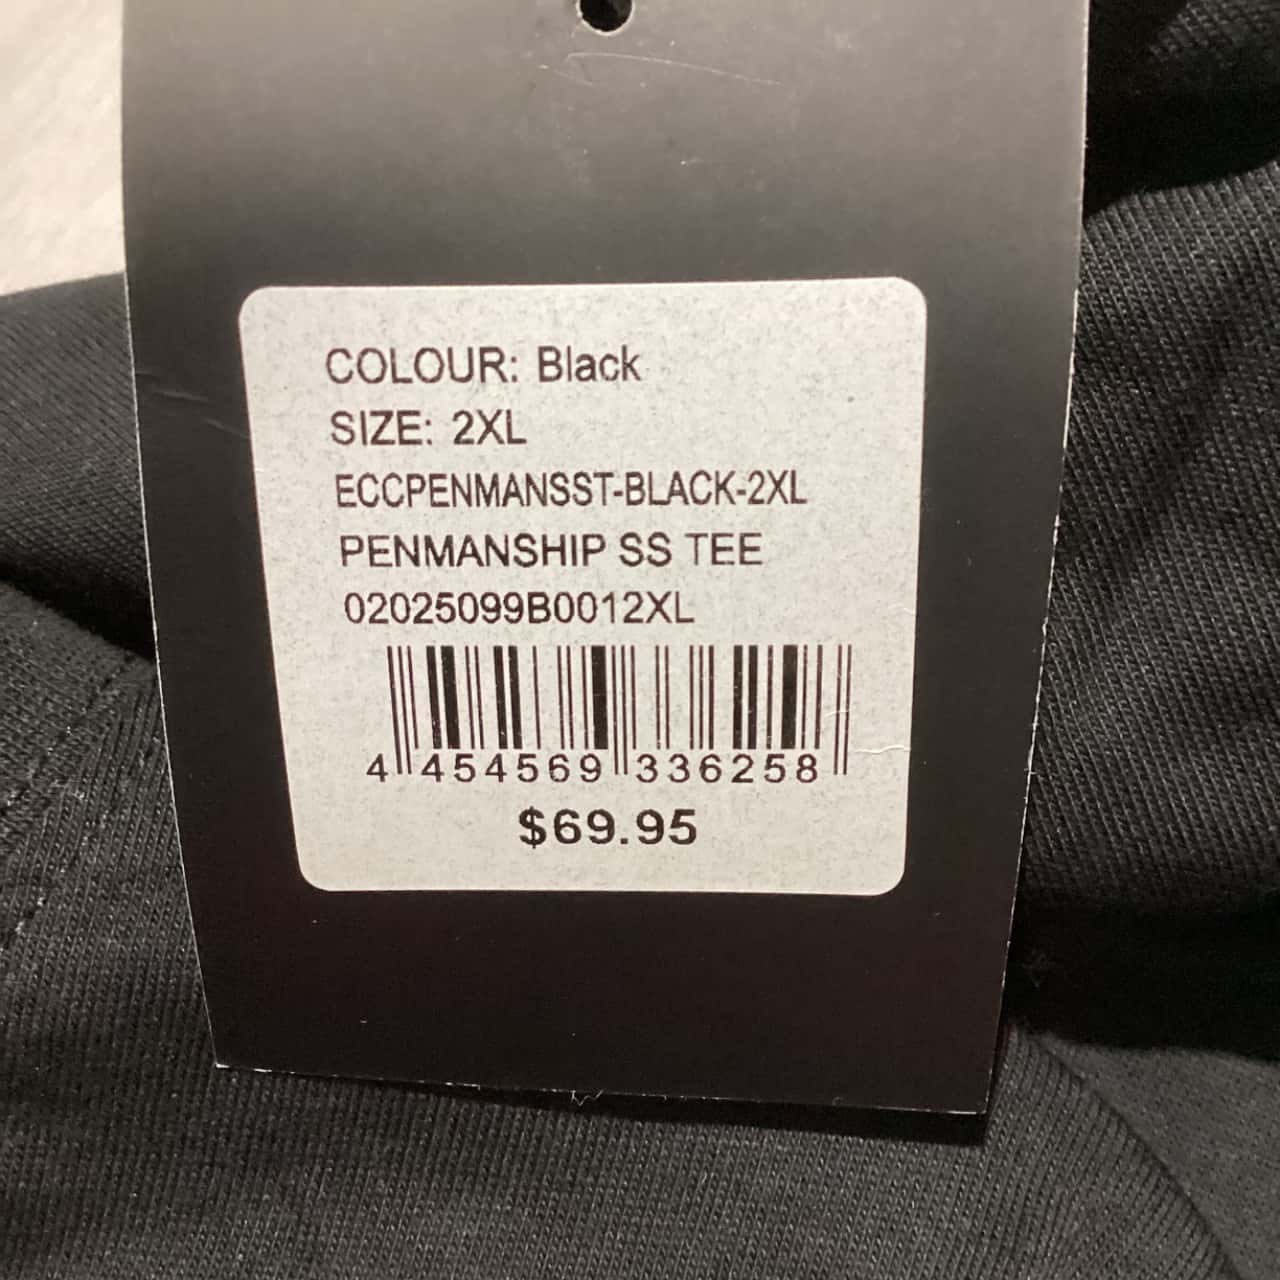 COLOUR: Black
SIZE: 2XL
ECCPENMANSST-BLACK-2XL
PENMANSHIP SS TEE
02025099B0012XL
4 454569 336258
$69.95